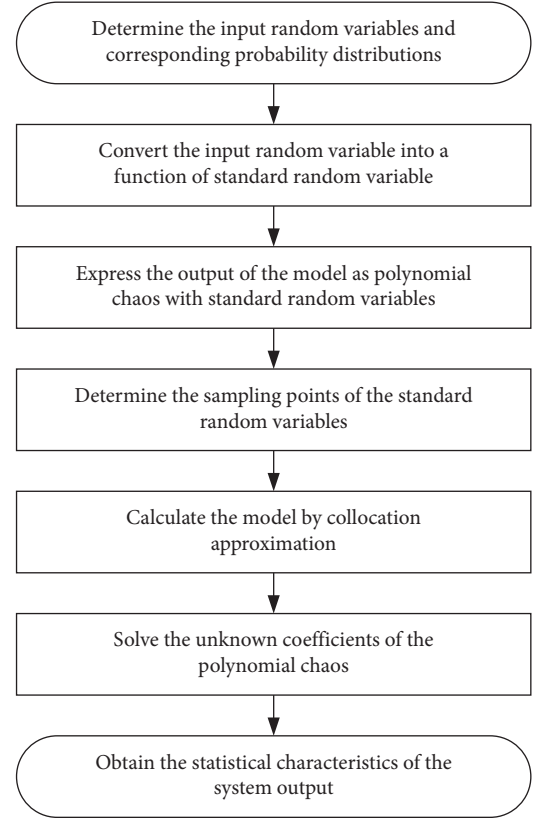 Determine the input random variables and
corresponding probability distributions
Convert the input random variable into a
function of standard random variable
Express the output of the model as polynomial
chaos with standard random variables
Determine the sampling points of the standard
random variables
Calculate the model by collocation
approximation
Solve the unknown coefficients of the
polynomial chaos
Obtain the statistical characteristics of the
system output